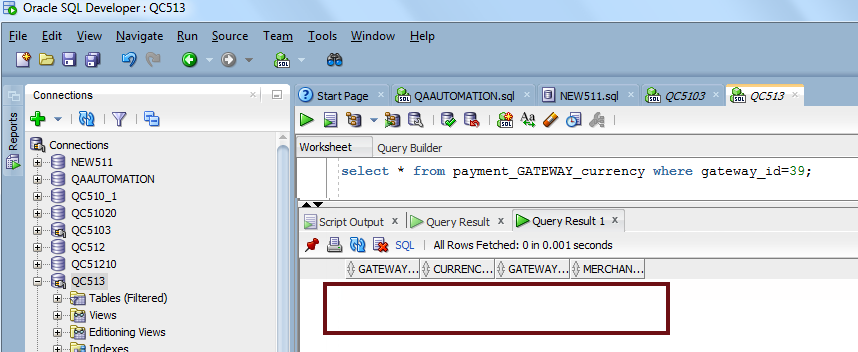 Oracle SQL Developer : QC513
File Edit View Navigate Run Source Team Tools Window Help
Reports
Connections
Connections
NEW511
QAAUTOMATION
QC510_1
QC51020
QC5103
QC512
QC51210
QC513
Tables (Filtered)
Views
Editioning Views
Indexes
Start Page QAAUTOMATION.sql NEW511.sql QC5103 QC513
Worksheet Query Builder
select * from payment_GATEWAY_currency where gateway_id=39;
Script Output x Query Result x Query Result 1 x
SQL | All Rows Fetched: 0 in 0.001 seconds
GATEWAY... CURRENC... GATEWAY... MERCHAN...